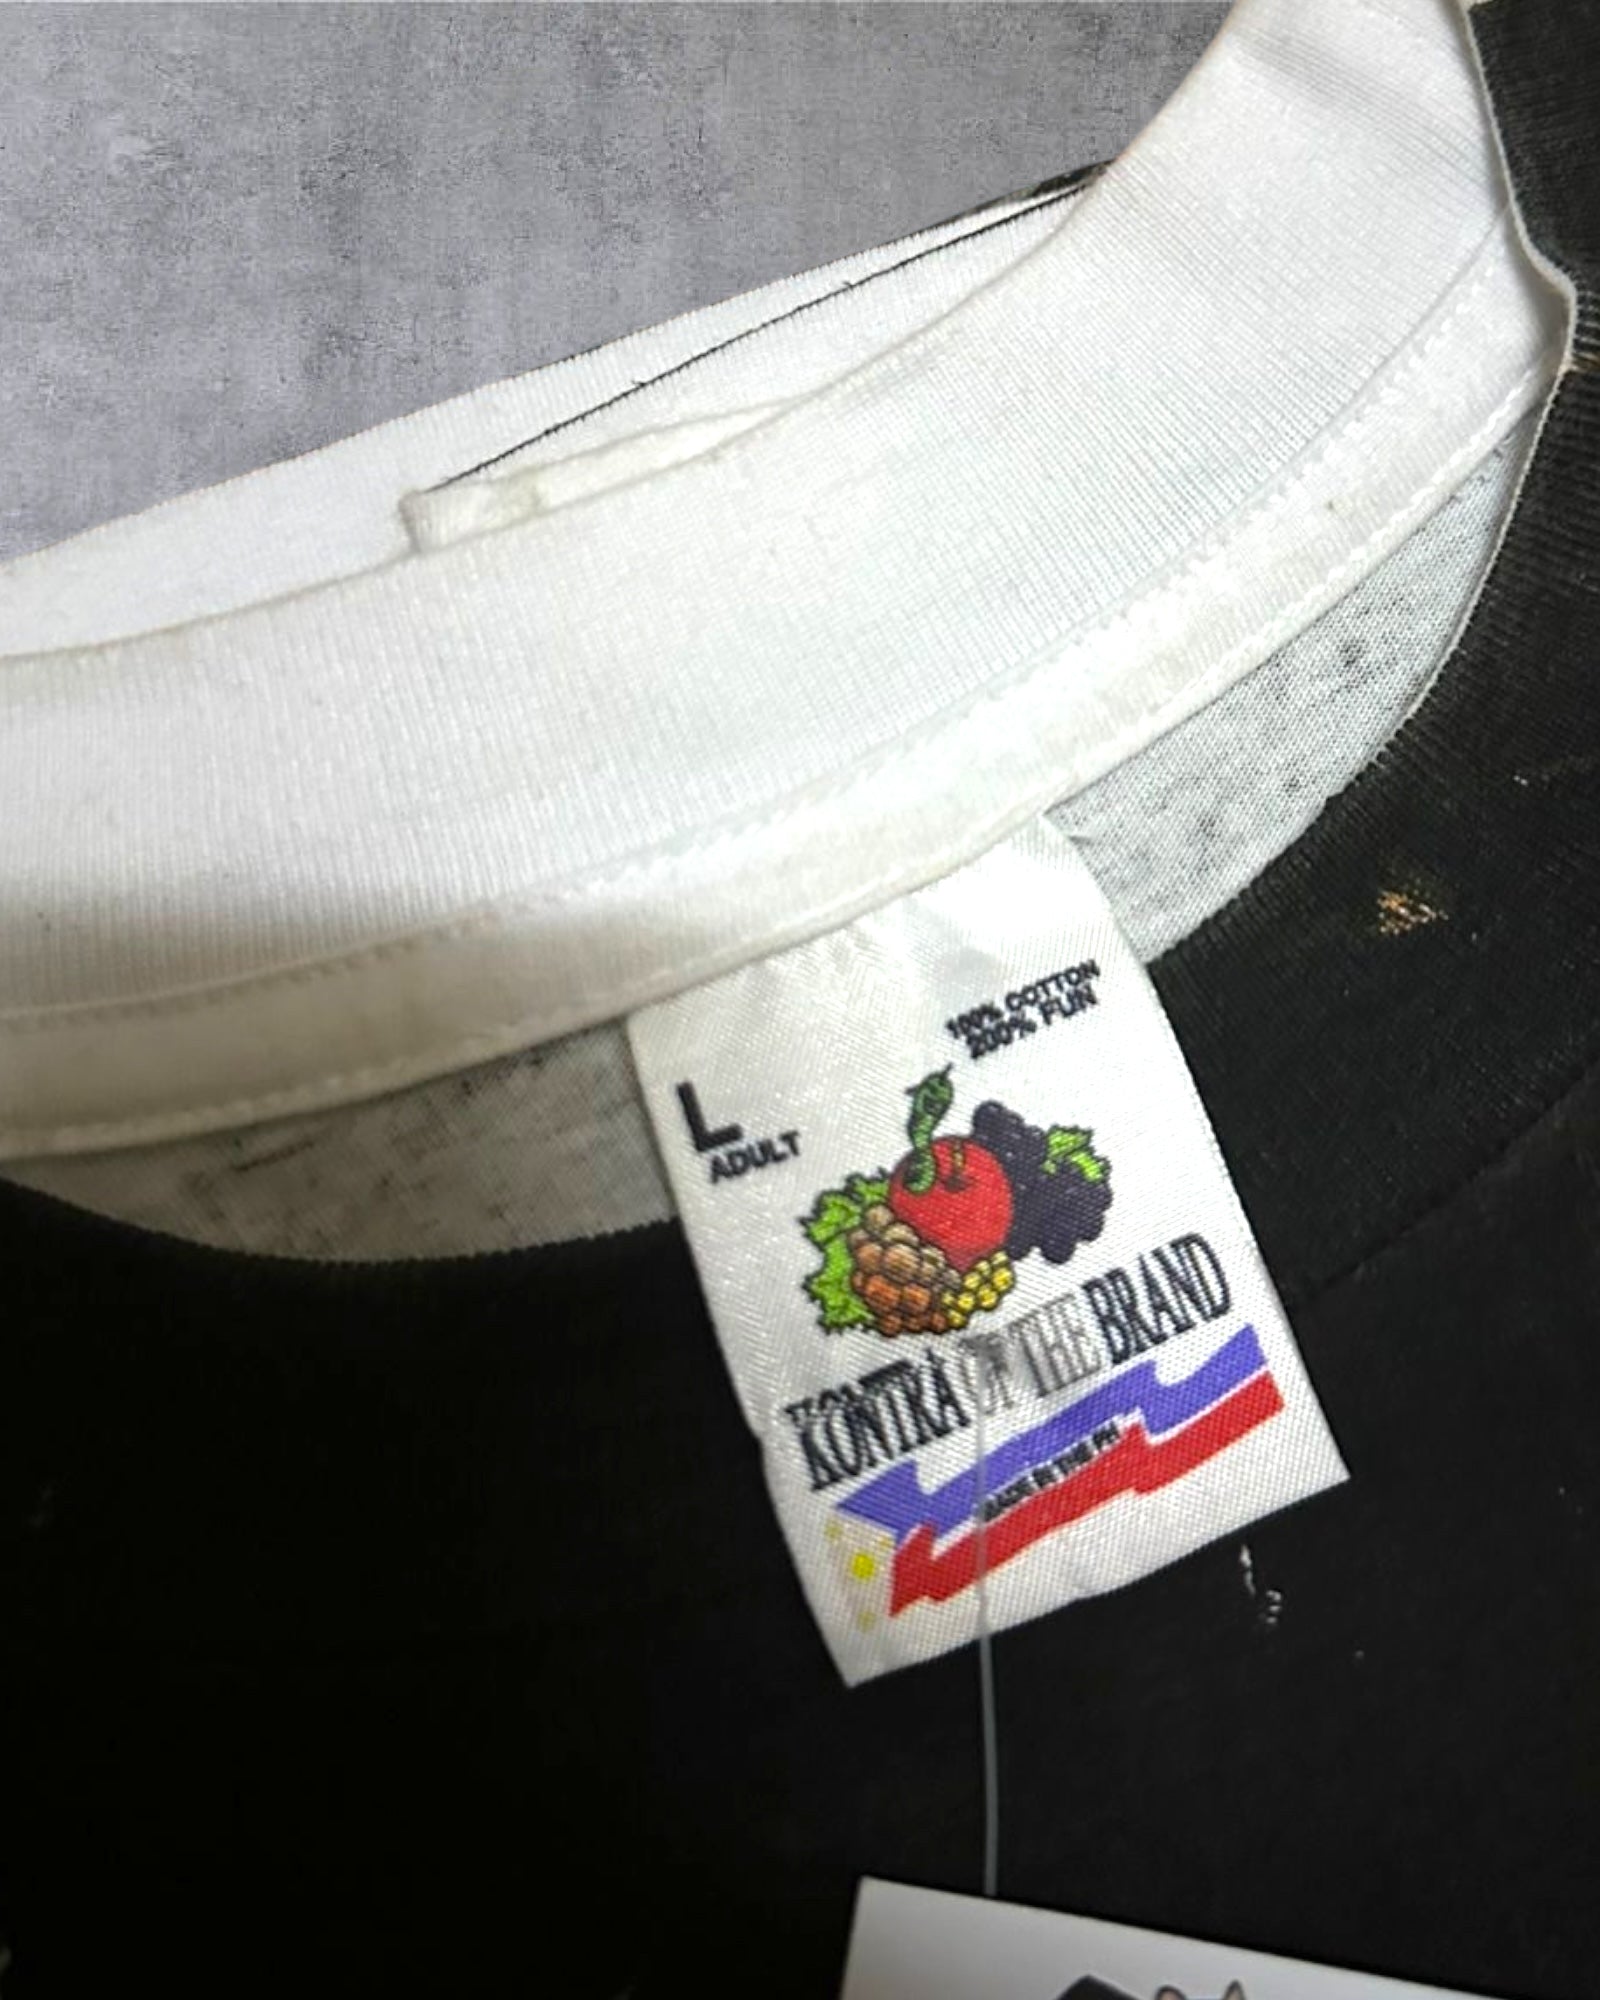 100% COTTON
200% FUN
L
ADULT
KONTRA OF THE BRAND
MADE IN THE PH